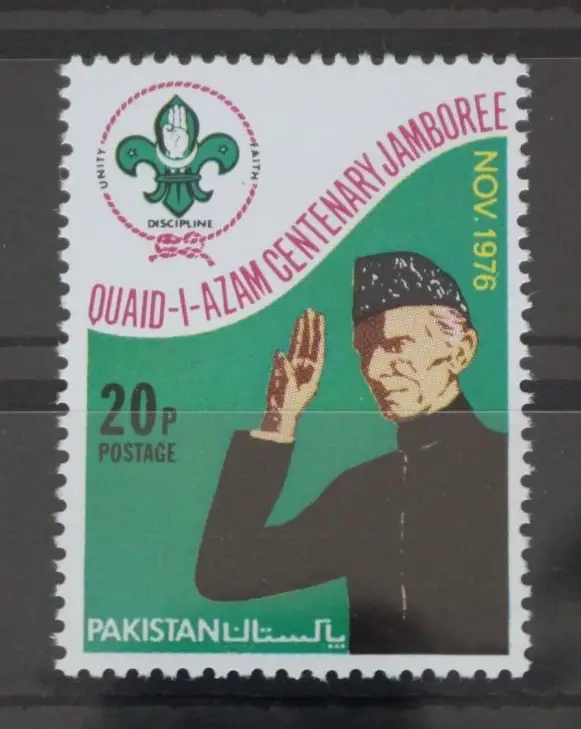 UNITY
FAITH
DISCIPLINE
QUAID-I-AZAM CENTENARY JAMBOREE
NOV. 1976
20P
POSTAGE
PAKISTAN پاکستان